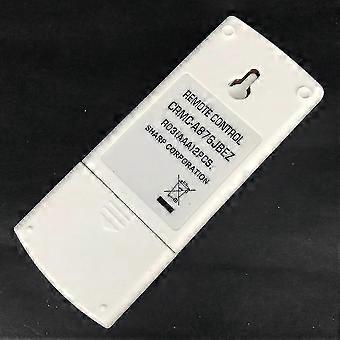 REMOTE CONTROL
CRMC-A876JBEZ
R03(AAA)2PCS.
SHARP CORPORATION